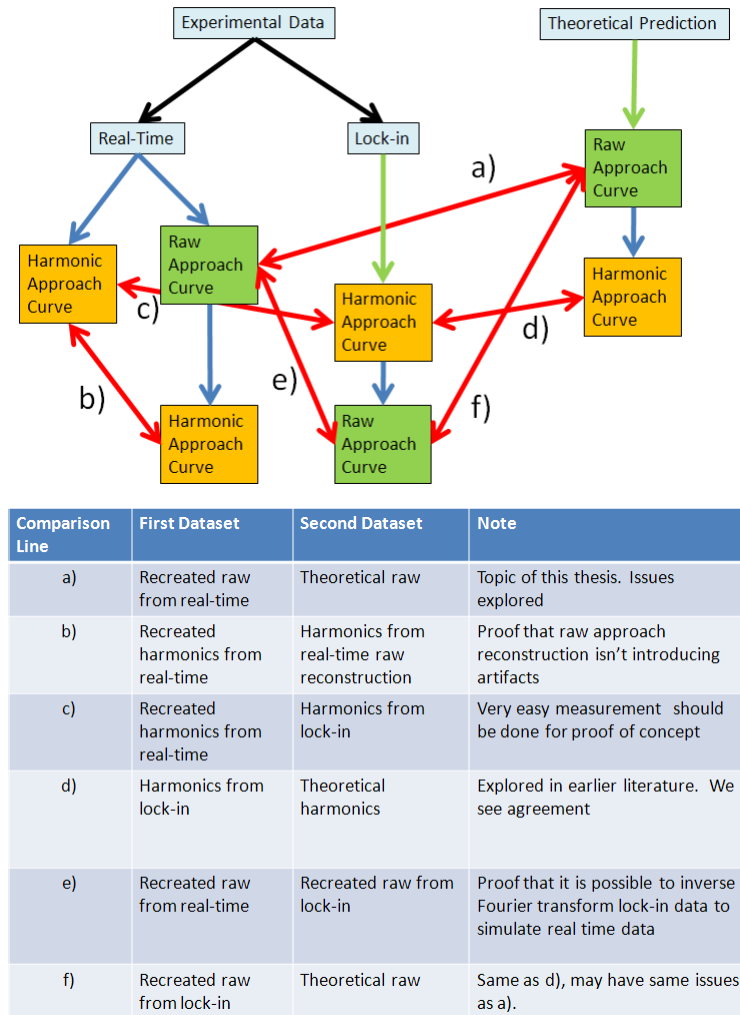 Experimental Data
Theoretical Prediction
Real-Time
Lock-in
Raw
Approach
Curve
a)
Harmonic
Approach
Curve
Raw
Approach
Curve
Harmonic
Approach
Curve
Harmonic
Approach
Curve
c)
d)
b)
e)
f)
Harmonic
Approach
Curve
Raw
Approach
Curve
Comparison
Line
First Dataset
Second Dataset
Note
a)
Recreated raw
from real-time
Theoretical raw
Topic of this thesis. Issues
explored
b)
Recreated
harmonics from
real-time
Harmonics from
real-time raw
reconstruction
Proof that raw approach
reconstruction isn't introducing
artifacts
c)
Recreated
harmonics from
real-time
Harmonics from
lock-in
Very easy measurement should
be done for proof of concept
d)
Harmonics from
lock-in
Theoretical
harmonics
Explored in earlier literature. We
see agreement
e)
Recreated raw
from real-time
Recreated raw from
lock-in
Proof that it is possible to inverse
Fourier transform lock-in data to
simulate real time data
f)
Recreated raw
from lock-in
Theoretical raw
Same as d), may have same issues
as a).